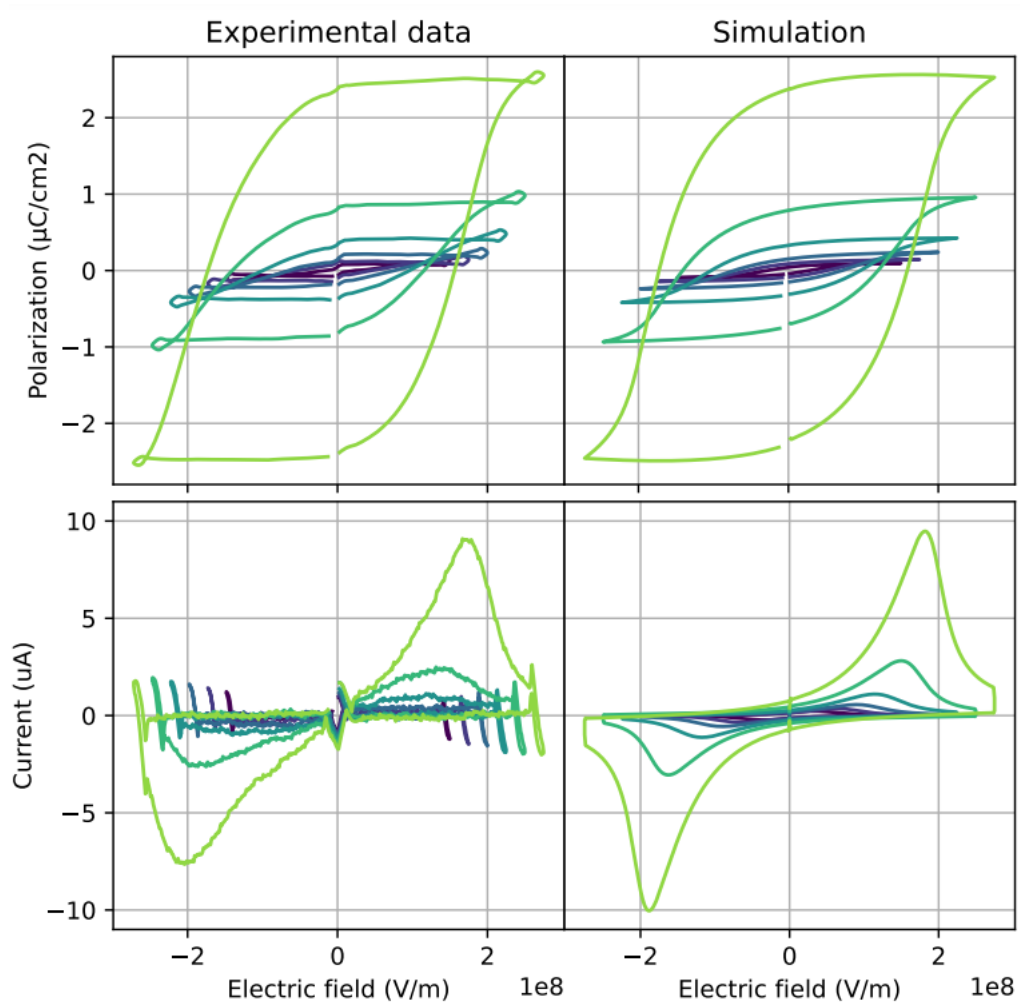 Experimental data
Simulation
Polarization (μC/cm2)
2
1
0
−1
−2
Current (uA)
10
5
0
−5
−10
−2
0
2
−2
0
2
1e8
1e8
Electric field (V/m)
Electric field (V/m)